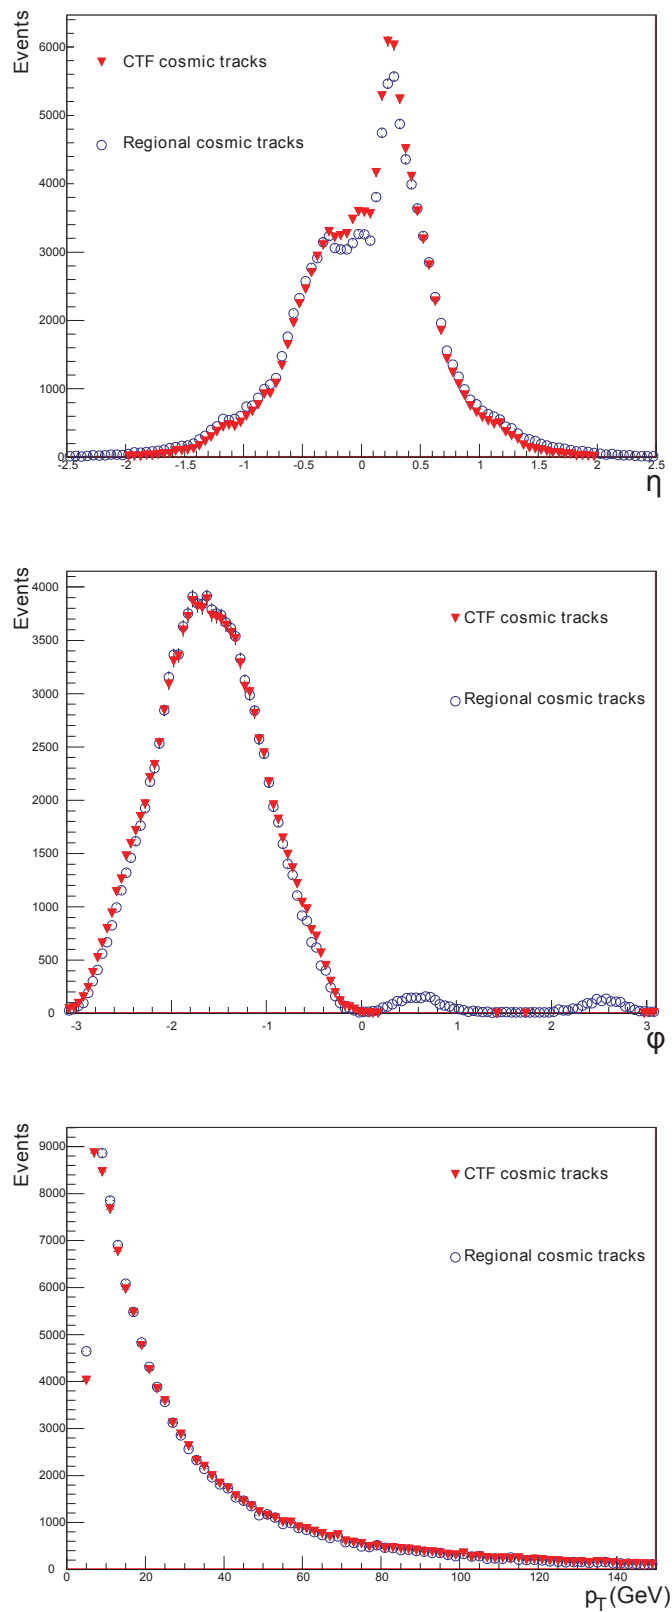 Events
6000
CTF cosmic tracks
5000
Regional cosmic tracks
4000
3000
2000
1000
0
-2.5 -2 -1.5 -1 -0.5 0 0.5 1 1.5 2 2.5
η
Events
4000
CTF cosmic tracks
3500
Regional cosmic tracks
3000
2500
2000
1500
1000
500
0
-3 -2 -1 0 1 2 3
φ
Events
9000
CTF cosmic tracks
8000
7000
Regional cosmic tracks
6000
5000
4000
3000
2000
1000
0
0 20 40 60 80 100 120 140
p_T (GeV)